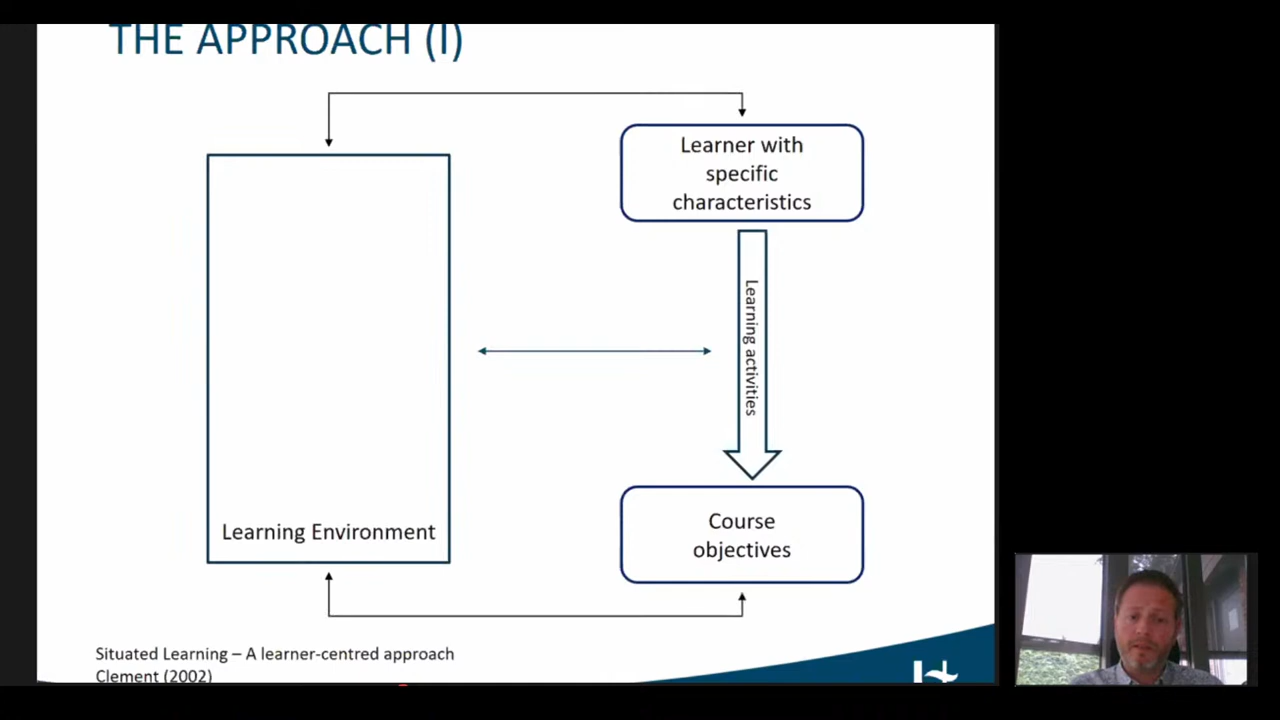 THE APPROACH (I)
Learner with
specific
characteristics
Learning activities
Learning Environment
Course
objectives
Situated Learning – A learner-centred approach
Clement (2002)